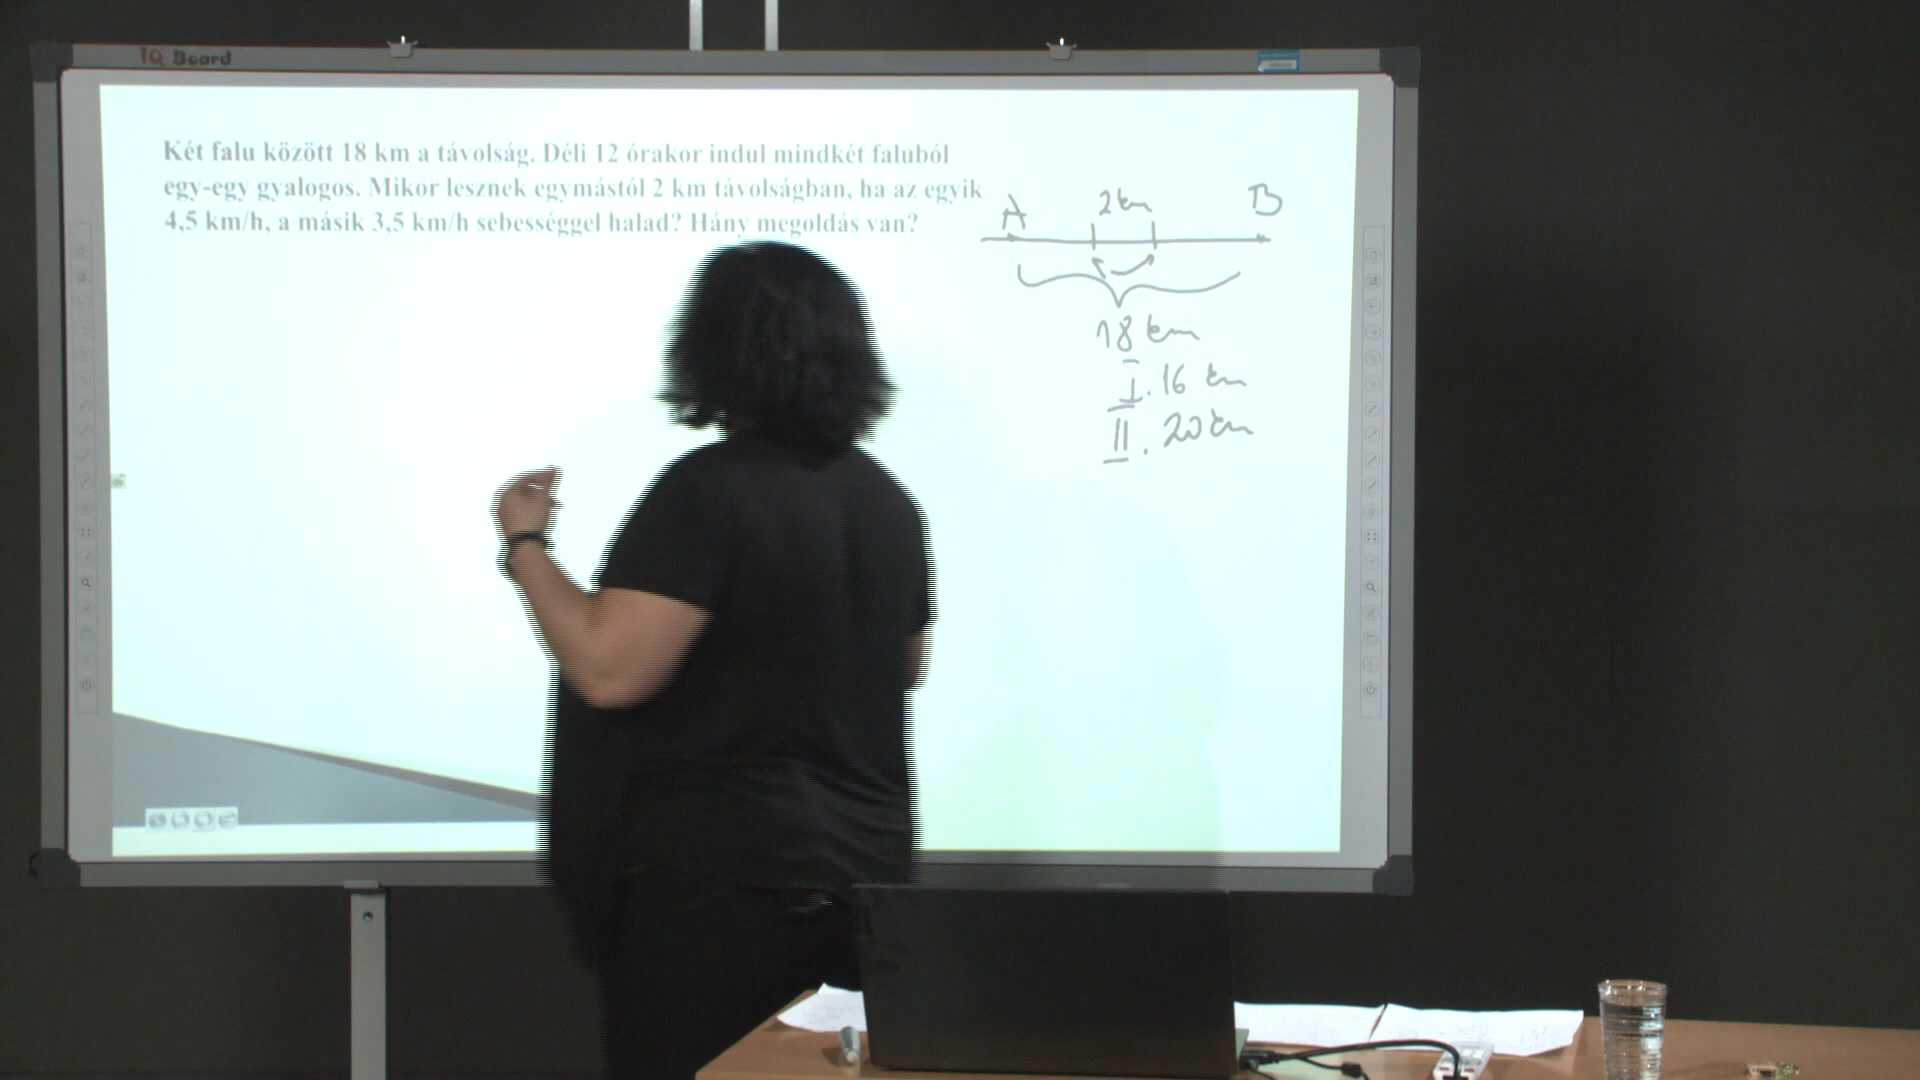 IQ Board
Két falu között 18 km a távolság. Déli 12 órakor indul mindkét faluból
egy-egy gyalogos. Mikor lesznek egymástól 2 km távolságban, ha az egyik
4,5 km/h, a másik 3,5 km/h sebességgel halad? Hány megoldás van?
A 2 km B
18 km
I. 16 km
II. 20 km